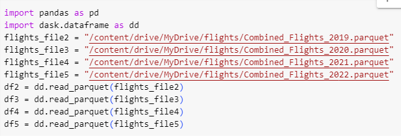 import pandas as pd
import dask.dataframe as dd
flights_file2 = "/content/drive/MyDrive/flights/Combined_Flights_2019.parquet"
flights_file3 = "/content/drive/MyDrive/flights/Combined_Flights_2020.parquet"
flights_file4 = "/content/drive/MyDrive/flights/Combined_Flights_2021.parquet"
flights_file5 = "/content/drive/MyDrive/flights/Combined_Flights_2022.parquet"
df2 = dd.read_parquet(flights_file2)
df3 = dd.read_parquet(flights_file3)
df4 = dd.read_parquet(flights_file4)
df5 = dd.read_parquet(flights_file5)